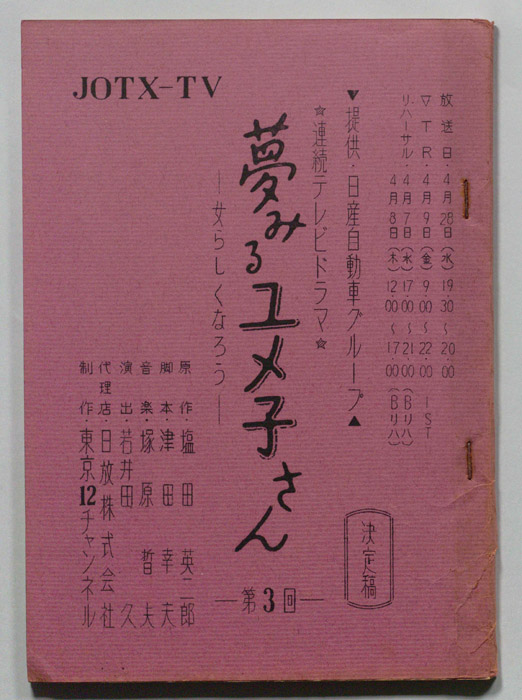 JOTX-TV
放送日・4月28日(水) 19.30〜20.00
VTR・4月9日(金) 9.00〜22.00 1ST
リハーサル・4月7日(水) 17.00〜21.00(Bリハ)
4月8日(木) 12.00〜17.00(Bリハ)
▼提供・日産自動車グループ▲
☆連続テレビドラマ☆
夢みるユメ子さん
―女らしくなろう―
―第3回―
決定稿
原作・塩田英二郎
脚本・津田幸夫
音楽・塚原哲夫
演出・若井田久
代理店・日放株式会社
制作・東京12チャンネル